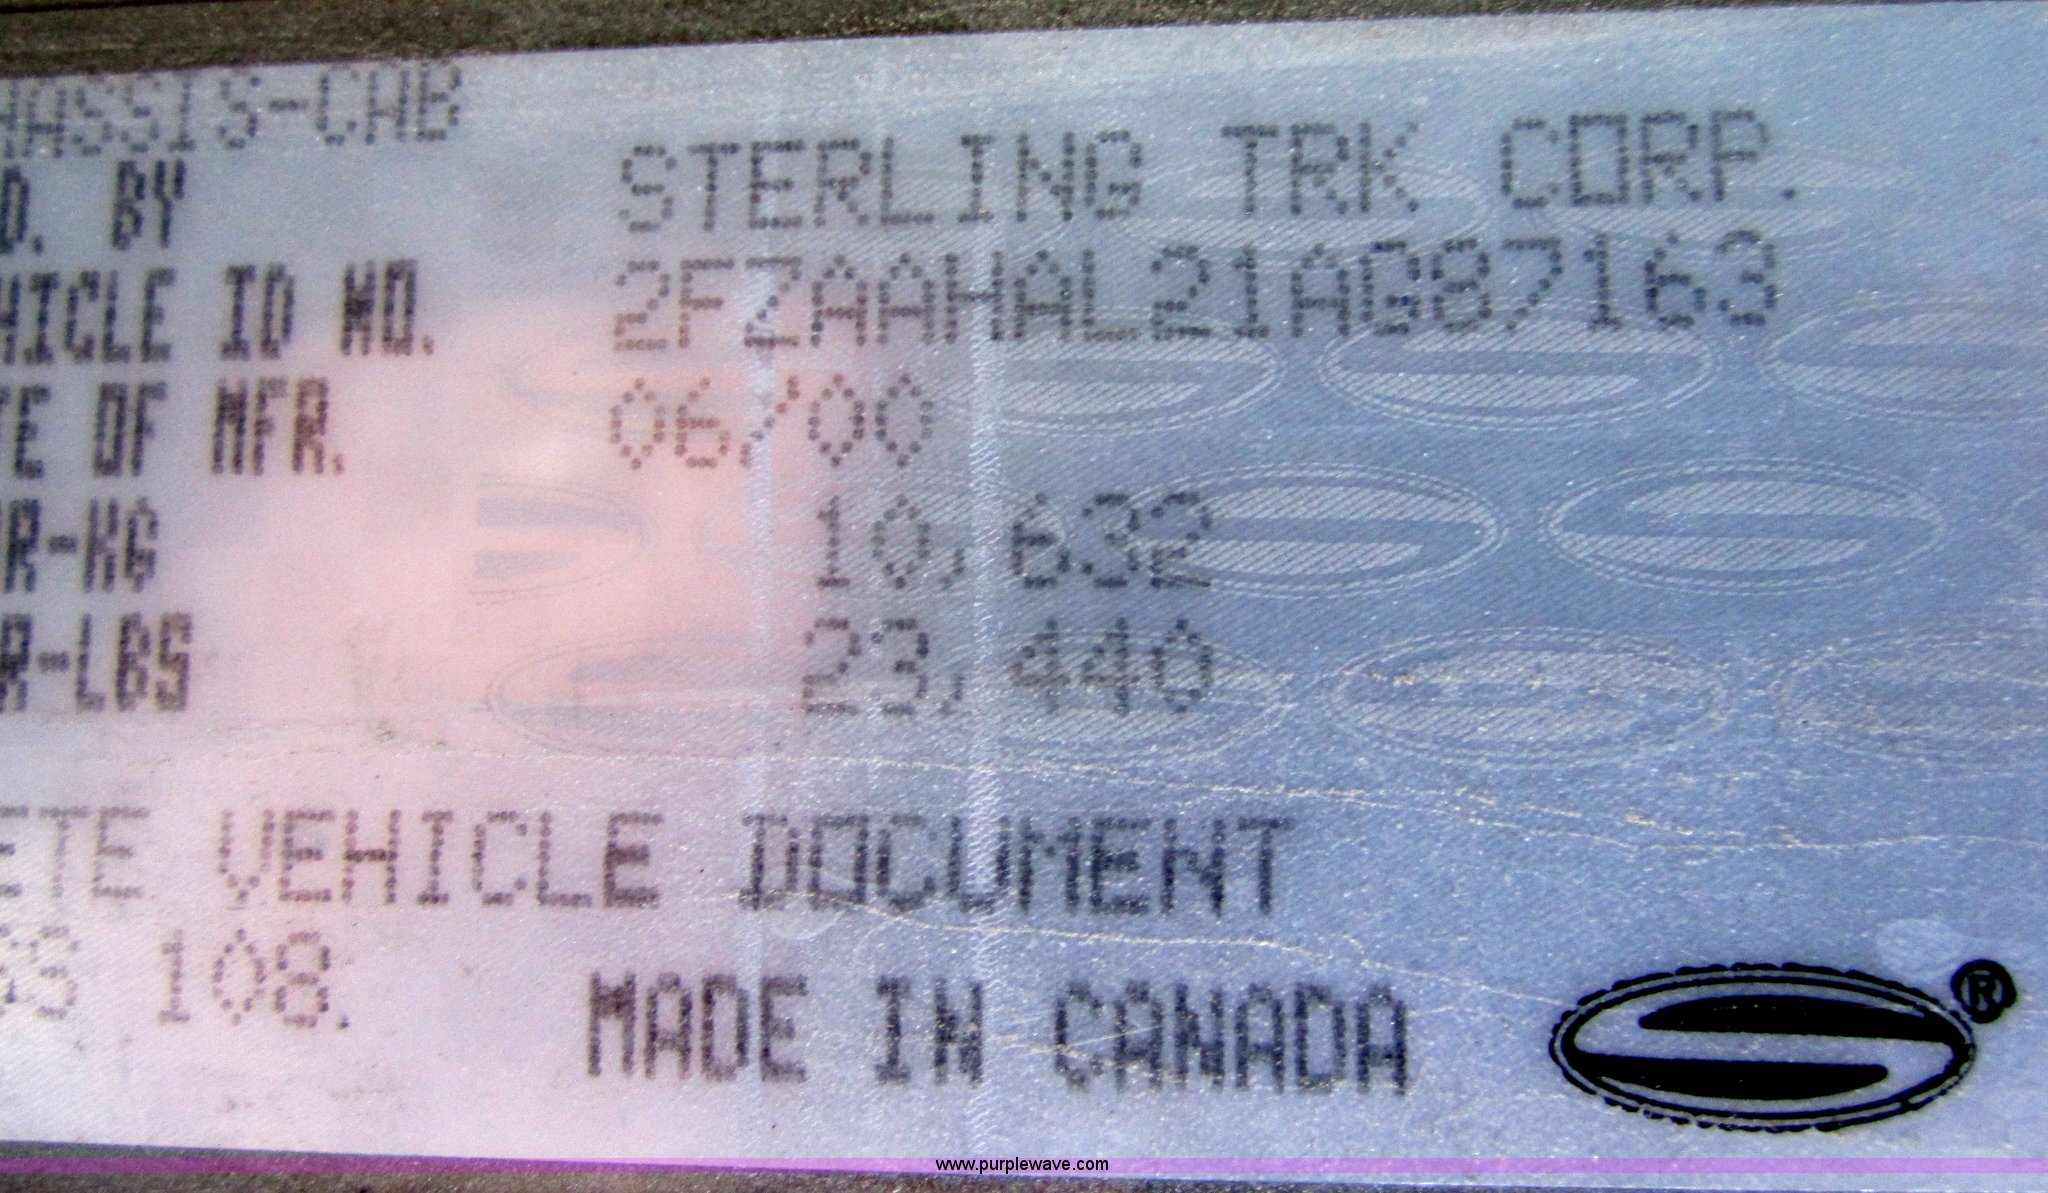 HASSIS-CAB
D. BY STERLING TRK CORP.
HICLE ID NO. 2FZAAHAL21AG87163
TE OF MFR. 06/00
R-KG 10,632
R-LBS 23,440
ETE VEHICLE DOCUMENT
SS 108.
MADE IN CANADA
®
www.purplewave.com